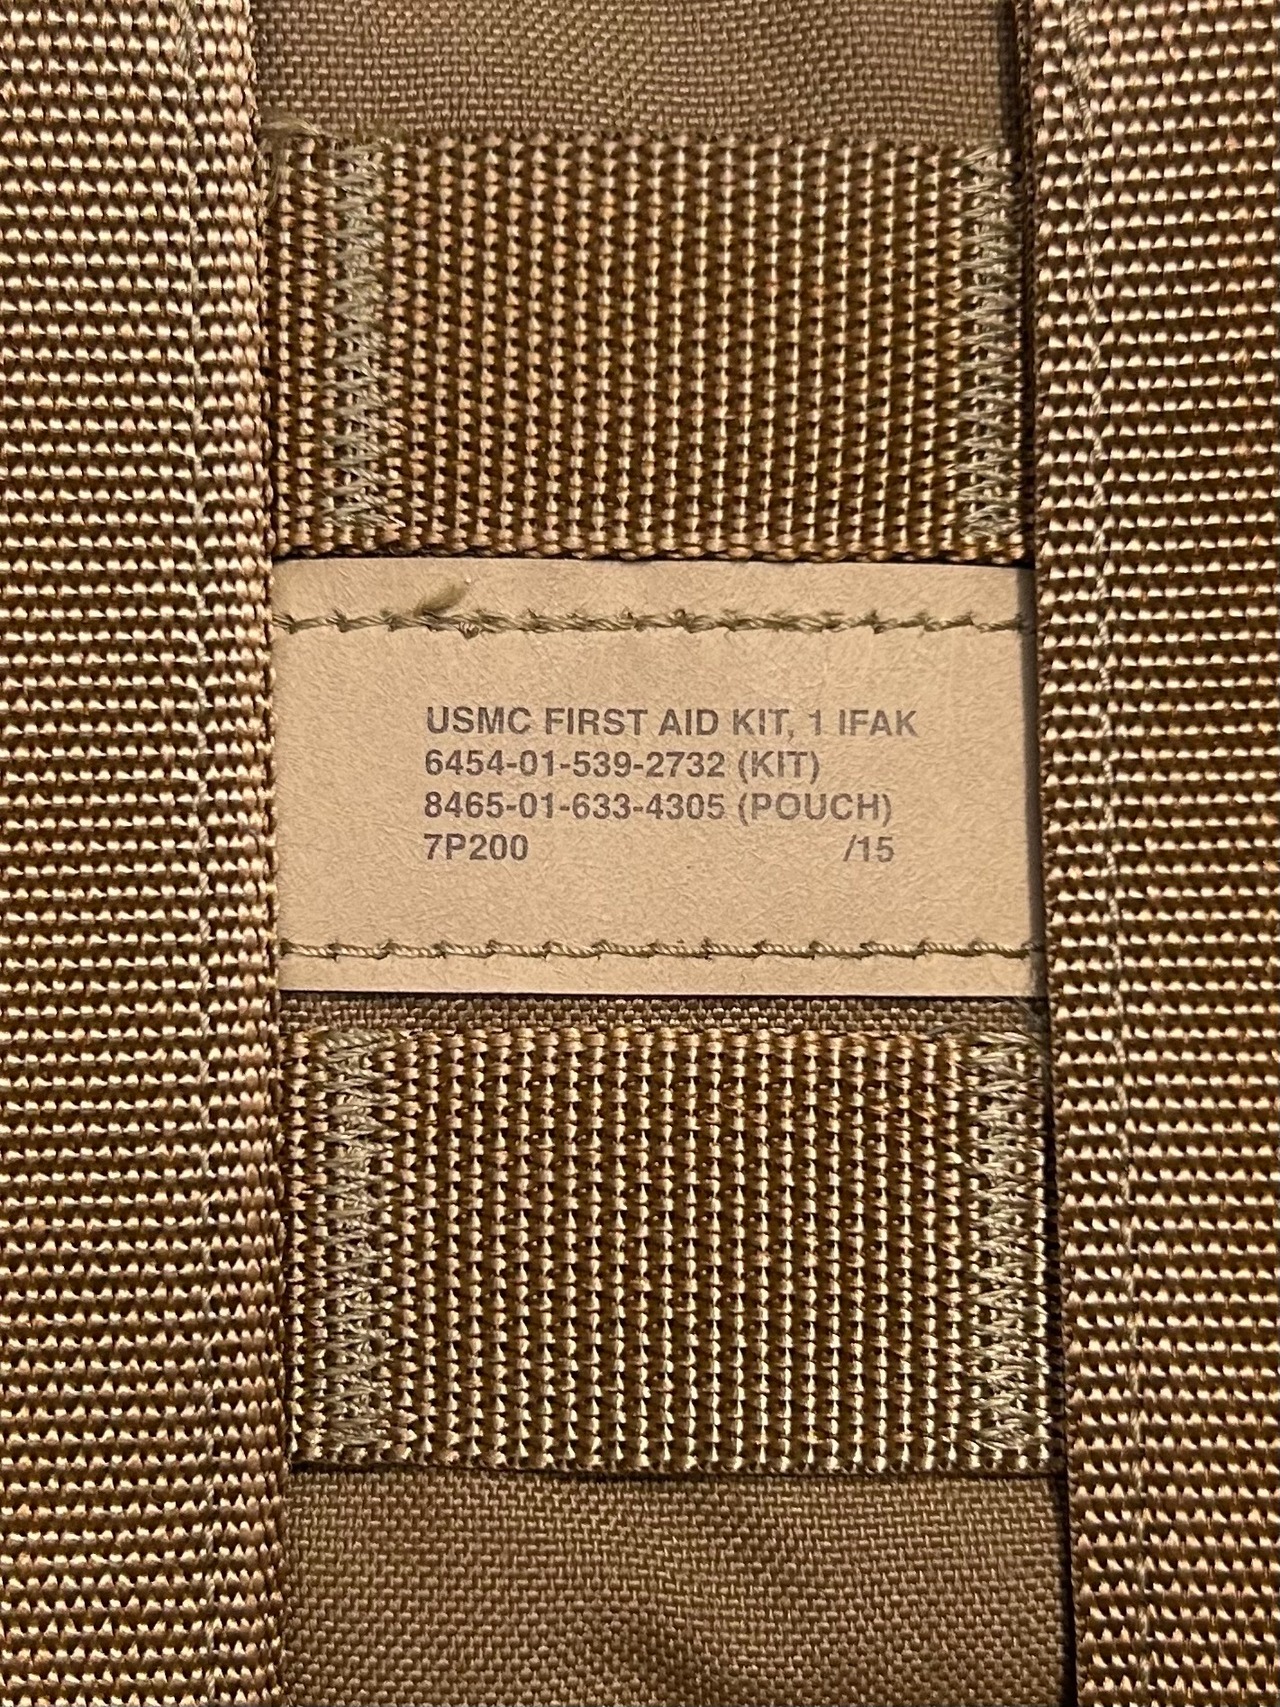 USMC FIRST AID KIT, 1 IFAK
6454-01-539-2732 (KIT)
8465-01-633-4305 (POUCH)
7P200 /15